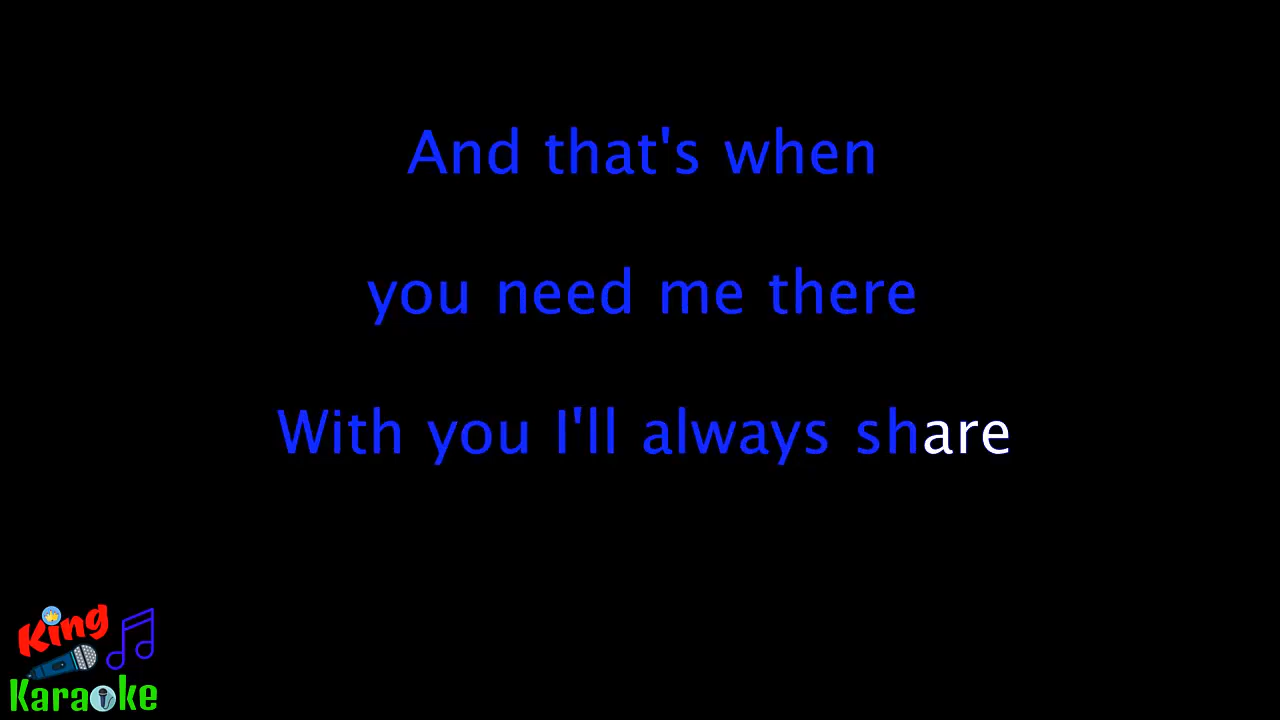 And that's when
you need me there
With you I'll always share
King
Karaoke